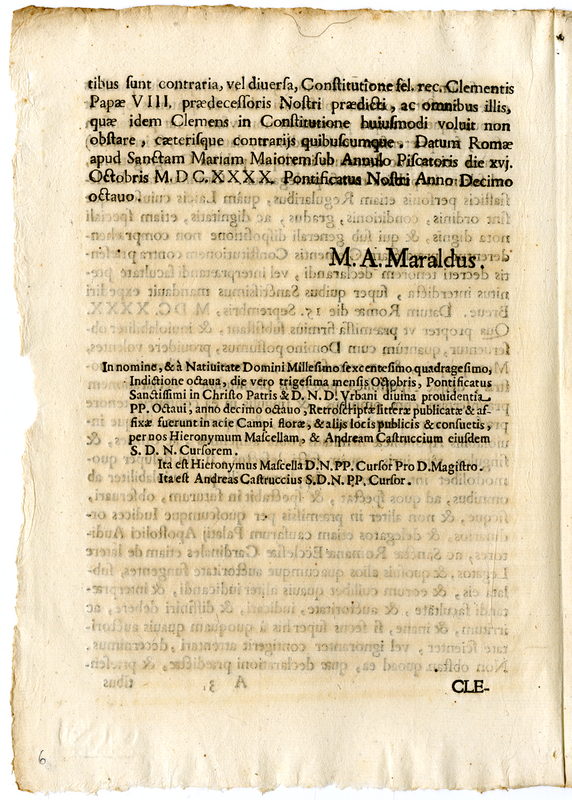 tibus ſunt contraria, vel diuerſa, Conſtitutione fel. rec. Clementis
Papæ VIII. prædeceſſoris Noſtri prædicti, ac omnibus illis,
quæ idem Clemens in Conſtitutione huiuſmodi voluit non
obſtare, cæteriſque contrarijs quibuſcumque. Datum Romæ
apud Sanctam Mariam Maiorem ſub Annulo Piſcatoris die xvj.
Octobris M. D C. X X X X. Pontificatus Noſtri Anno Decimo
octauo.
M. A. Maraldus.
In nomine, & à Natiuitate Domini Milleſimo ſexcenteſimo quadrageſimo,
Indictione octaua, die vero trigeſima menſis Octobris, Pontificatus
Sanctiſſimi in Chriſto Patris & D. N. D. Vrbani diuina prouidentia
PP. Octaui, anno decimo octauo, Retroſcriptæ litteræ publicatæ & af-
fixæ fuerunt in acie Campi floræ, & alijs locis publicis & conſuetis,
per nos Hieronymum Maſcellam, & Andream Caſtruccium eiuſdem
S. D. N. Curſorem.
Ita eſt Hieronymus Maſcella D. N. PP. Curſor Pro D. Magiſtro.
Ita eſt Andreas Caſtruccius S. D. N. PP. Curſor.
CLE-
6